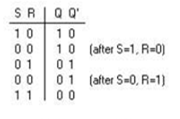 S R Q Q'
1 0 1 0
0 0 1 0 (after S=1, R=0)
0 1 0 1
0 0 0 1 (after S=0, R=1)
1 1 0 0